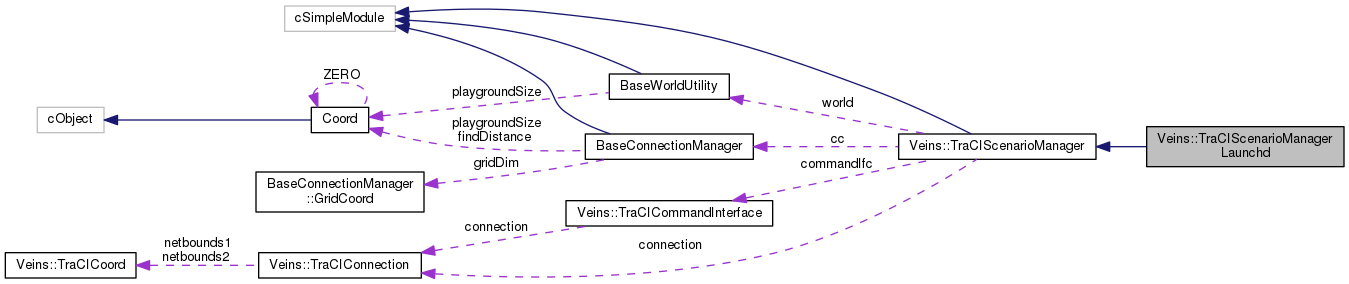 cSimpleModule
ZERO
BaseWorldUtility
playgroundSize
world
cObject
Coord
playgroundSize
findDistance
cc
Veins::TraCIScenarioManager
Launchd
BaseConnectionManager
Veins::TraCIScenarioManager
gridDim
commandIfc
BaseConnectionManager
::GridCoord
Veins::TraCICommandInterface
connection
connection
netbounds1
netbounds2
Veins::TraCICoord
Veins::TraCIConnection